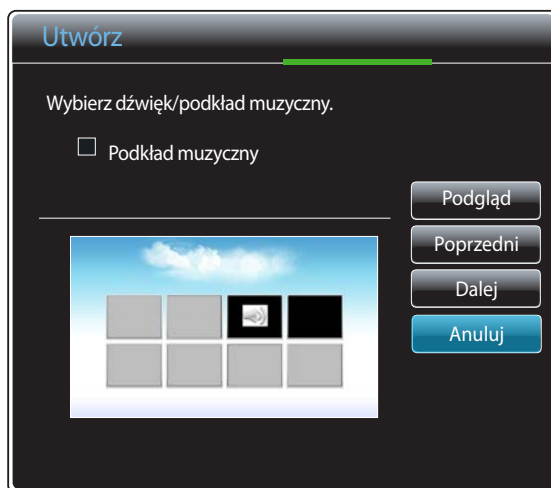 Utwórz
Wybierz dźwięk/podkład muzyczny.
Podkład muzyczny
Podgląd
Poprzedni
Dalej
Anuluj